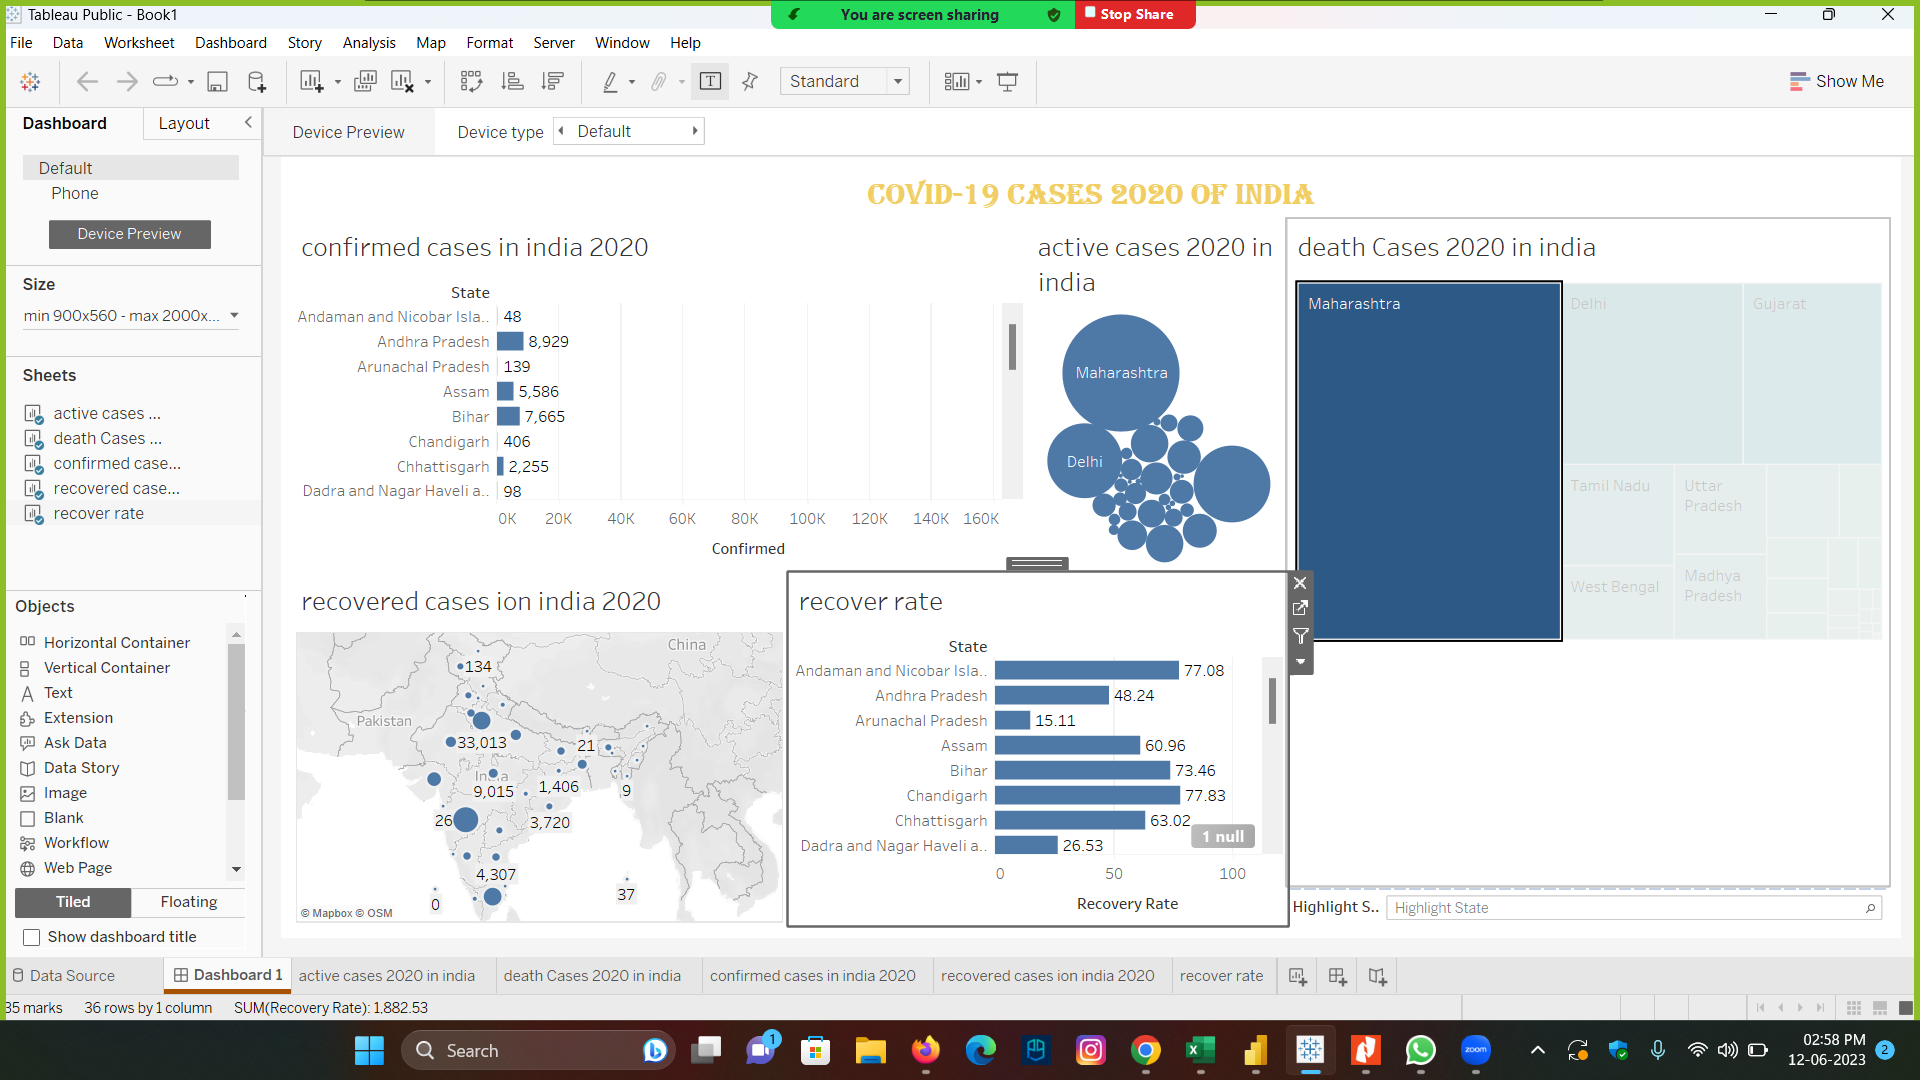 Tableau Public - Book1
You are screen sharing
Stop Share
File Data Worksheet Dashboard Story Analysis Map Format Server Window Help
Standard
Show Me
Dashboard
Layout
Device Preview
Device type
Default
Default
Phone
Device Preview
Size
min 900x560 - max 2000x...
Sheets
active cases ...
death Cases ...
confirmed case...
recovered case...
recover rate
Objects
Horizontal Container
Vertical Container
Text
Extension
Ask Data
Data Story
Image
Blank
Workflow
Web Page
Tiled
Floating
Show dashboard title
COVID-19 CASES 2020 OF INDIA
confirmed cases in india 2020
State
Andaman and Nicobar Isla.. 48
Andhra Pradesh 8,929
Arunachal Pradesh 139
Assam 5,586
Bihar 7,665
Chandigarh 406
Chhattisgarh 2,255
Dadra and Nagar Haveli a.. 98
0K 20K 40K 60K 80K 100K 120K 140K 160K
Confirmed
active cases 2020 in
india
Maharashtra
Delhi
death Cases 2020 in india
Maharashtra
Delhi
Gujarat
Tamil Nadu
Uttar
Pradesh
West Bengal
Madhya
Pradesh
recovered cases ion india 2020
China
134
Pakistan
33,013
21
India
9,015
1,406
9
26
3,720
4,307
0
37
© Mapbox © OSM
recover rate
State
Andaman and Nicobar Isla.. 77.08
Andhra Pradesh 48.24
Arunachal Pradesh 15.11
Assam 60.96
Bihar 73.46
Chandigarh 77.83
Chhattisgarh 63.02
1 null
Dadra and Nagar Haveli a.. 26.53
0 50 100
Recovery Rate
Highlight S..
Highlight State
Data Source
Dashboard 1
active cases 2020 in india
death Cases 2020 in india
confirmed cases in india 2020
recovered cases ion india 2020
recover rate
35 marks
36 rows by 1 column
SUM(Recovery Rate): 1,882.53
Search
1
zoom
02:58 PM
12-06-2023
2